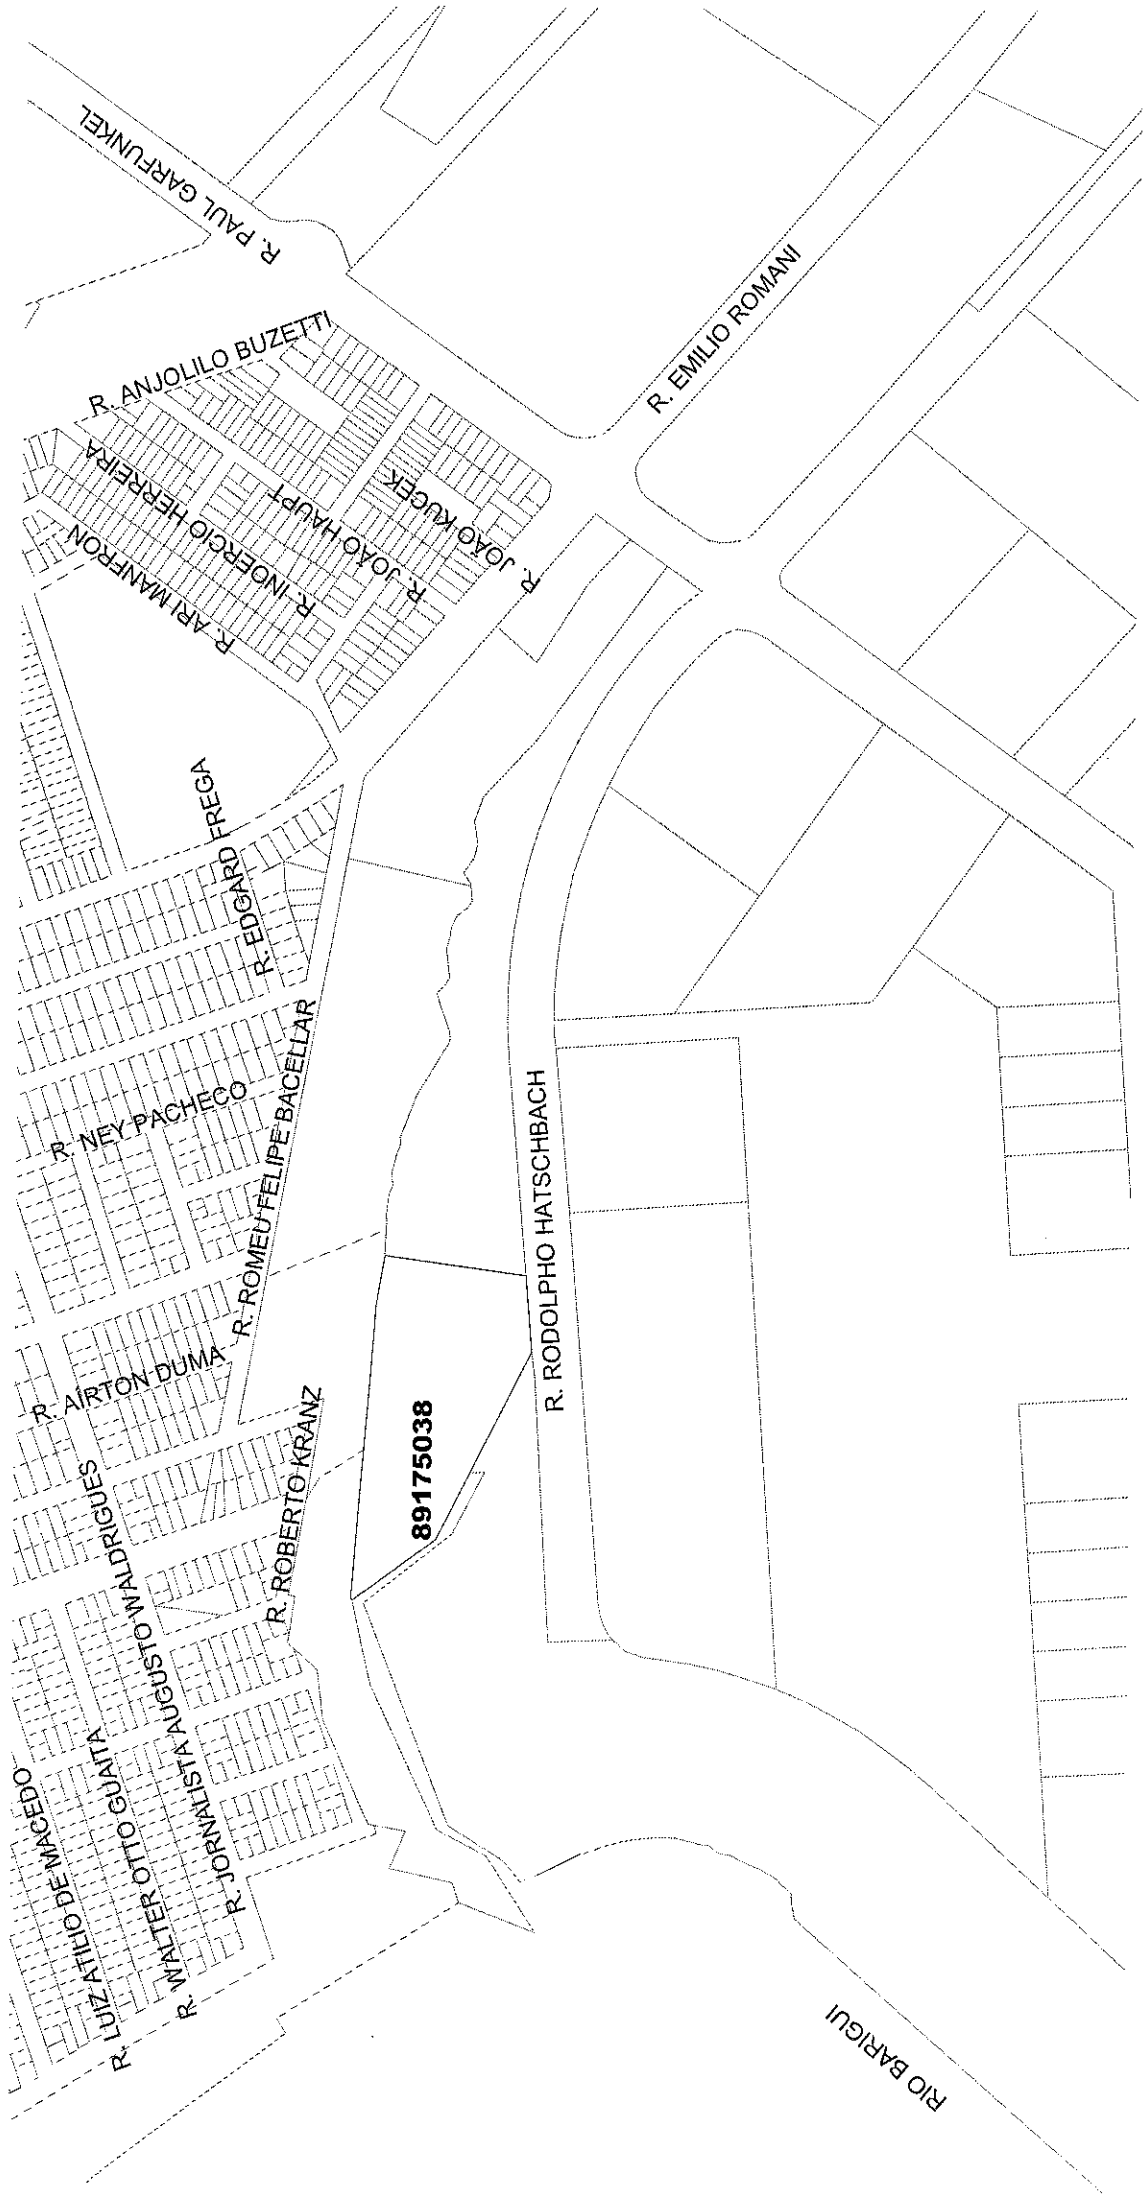 R. PAUL GARFUNKEL
R. ANJOLILO BUZETTI
R. EMILIO ROMANI
R. INOERCIO HERREIRA
R. ARI MANFRON
R. JOÃO HAUPT
R. JOÃO KUCEK
R. EDGARD FREGA
R. NEY PACHECO
R. ROMEU FELIPE BACELLAR
R. RODOLPHO HATSCHBACH
R. AIRTON DUMA
R. ROBERTO KRANZ
89175038
R. JORNALISTA AUGUSTO WALDRIGUES
R. WALTER OTTO GUAITA
R. LUIZ ATILIO DE MACEDO
RIO BARIGUI